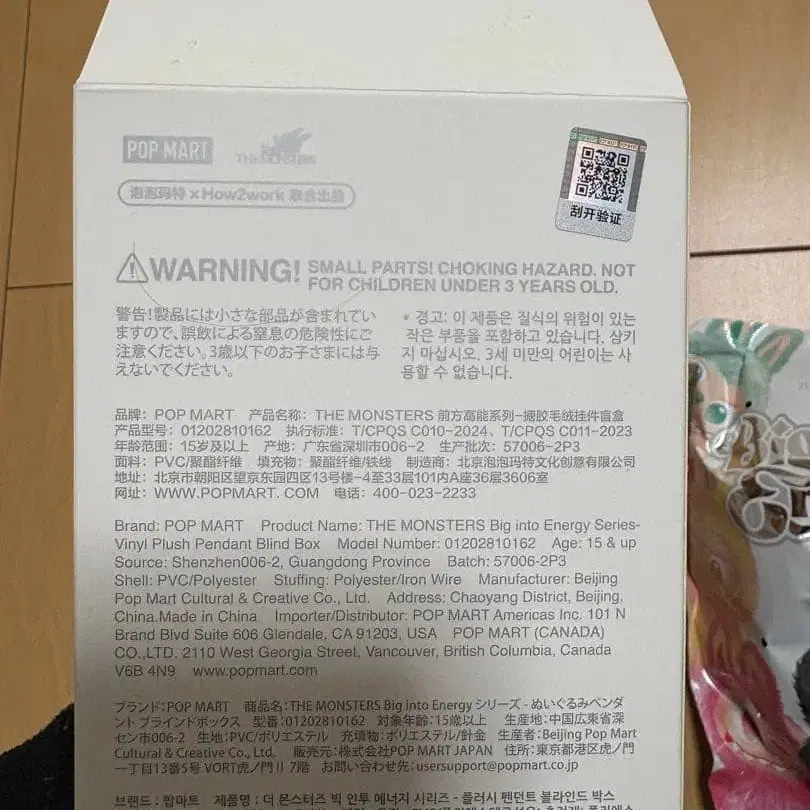 POP MART
THE MONSTERS
泡泡玛特 × How2work 联合出品
刮开验证
WARNING! SMALL PARTS! CHOKING HAZARD. NOT
FOR CHILDREN UNDER 3 YEARS OLD.
警告!製品には小さな部品が含まれてい
ますので、誤飲による窒息の危険性にご
注意ください。3歳以下のお子さまには与
えないでください。
* 경고: 이 제품은 질식의 위험이 있는
작은 부품을 포함하고 있습니다. 삼키
지 마십시오. 3세 미만의 어린이는 사
용할 수 없습니다.
品牌: POP MART 产品名称: THE MONSTERS 前方高能系列-搪胶毛绒挂件盲盒
产品型号: 01202810162 执行标准: T/CPQS C010-2024、T/CPQS C011-2023
年龄范围: 15岁及以上 产地: 广东省深圳市006-2 生产批次: 57006-2P3
面料: PVC/聚酯纤维 填充物: 聚酯纤维/铁线 制造商: 北京泡泡玛特文化创意有限公司
地址: 北京市朝阳区望京东园四区13号楼-4至33层101内A座36层3606室
网址: WWW.POPMART. COM 电话: 400-023-2233
Brand: POP MART Product Name: THE MONSTERS Big into Energy Series-
Vinyl Plush Pendant Blind Box Model Number: 01202810162 Age: 15 & up
Source: Shenzhen006-2, Guangdong Province Batch: 57006-2P3
Shell: PVC/Polyester Stuffing: Polyester/Iron Wire Manufacturer: Beijing
Pop Mart Cultural & Creative Co., Ltd. Address: Chaoyang District, Beijing,
China.Made in China Importer/Distributor: POP MART Americas Inc. 101 N
Brand Blvd Suite 606 Glendale, CA 91203, USA POP MART (CANADA)
CO.,LTD. 2110 West Georgia Street, Vancouver, British Columbia, Canada
V6B 4N9 www.popmart.com
ブランド:POP MART 商品名:THE MONSTERS Big into Energy シリーズ - ぬいぐるみペンダ
ント ブラインドボックス 型番:01202810162 対象年齢:15歳以上 生産地:中国広東省深
セン市006-2 生地:PVC/ポリエステル 充填物:ポリエステル/針金 生産者:Beijing Pop Mart
Cultural & Creative Co., Ltd. 販売元:株式会社POP MART JAPAN 住所:東京都港区虎ノ門
一丁目13番5号 VORT虎ノ門Ⅱ 7階 お問い合わせ先:usersupport@popmart.co.jp
브랜드 : 팝마트 제품명 : 더 몬스터즈 빅 인투 에너지 시리즈 - 플러시 펜던트 블라인드 박스